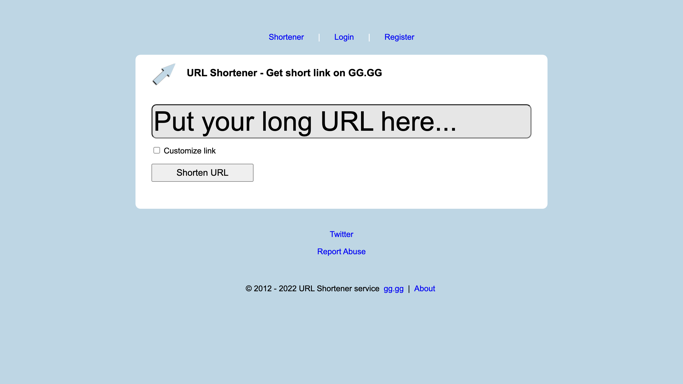 Shortener | Login | Register
URL Shortener - Get short link on GG.GG
Put your long URL here...
Customize link
Shorten URL
Twitter
Report Abuse
© 2012 - 2022 URL Shortener service gg.gg | About